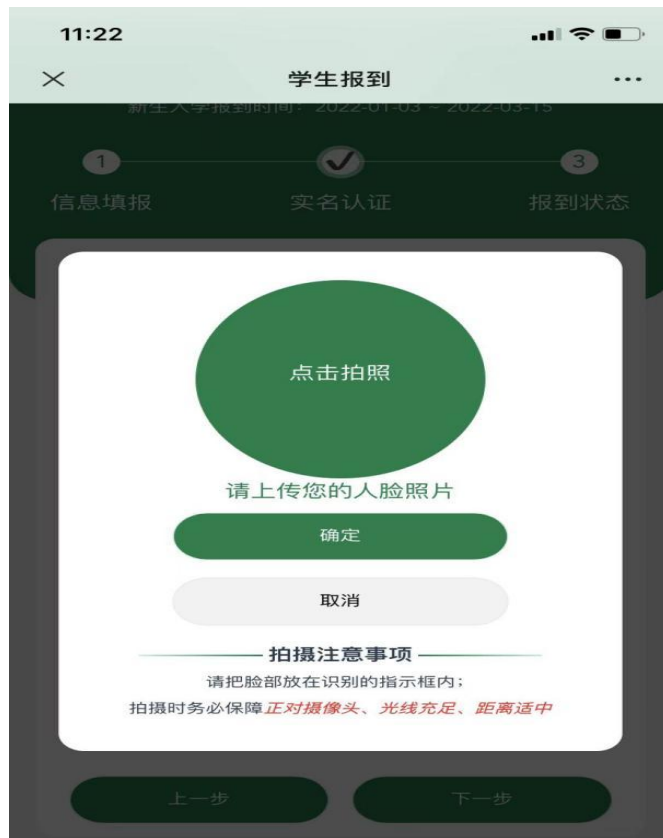 11:22
学生报到
新生入学报到时间：2022-01-03 ~ 2022-03-15
1
3
信息填报
实名认证
报到状态
点击拍照
请上传您的人脸照片
确定
取消
拍摄注意事项
请把脸部放在识别的指示框内；
拍摄时务必保障正对摄像头、光线充足、距离适中
上一步
下一步